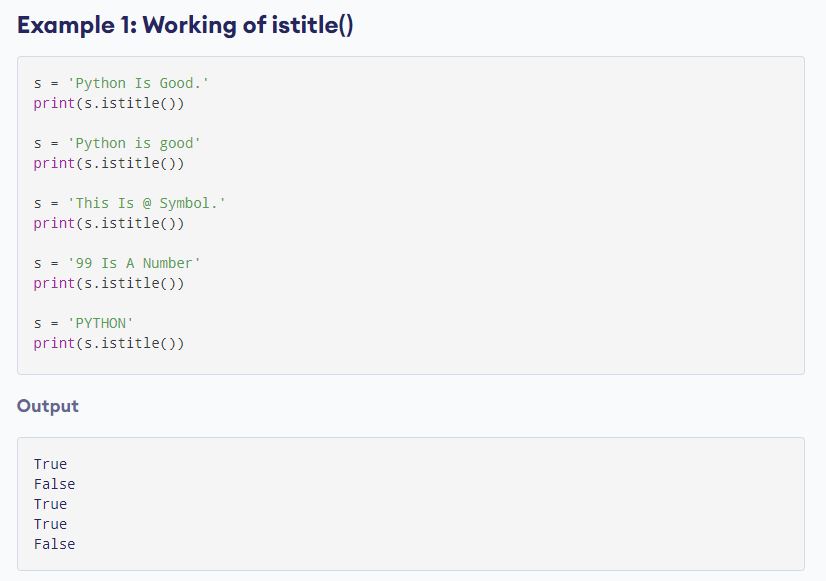 Example 1: Working of istitle()
s = 'Python Is Good.'
print(s.istitle())
s = 'Python is good'
print(s.istitle())
s = 'This Is @ Symbol.'
print(s.istitle())
s = '99 Is A Number'
print(s.istitle())
s = 'PYTHON'
print(s.istitle())
Output
True
False
True
True
False